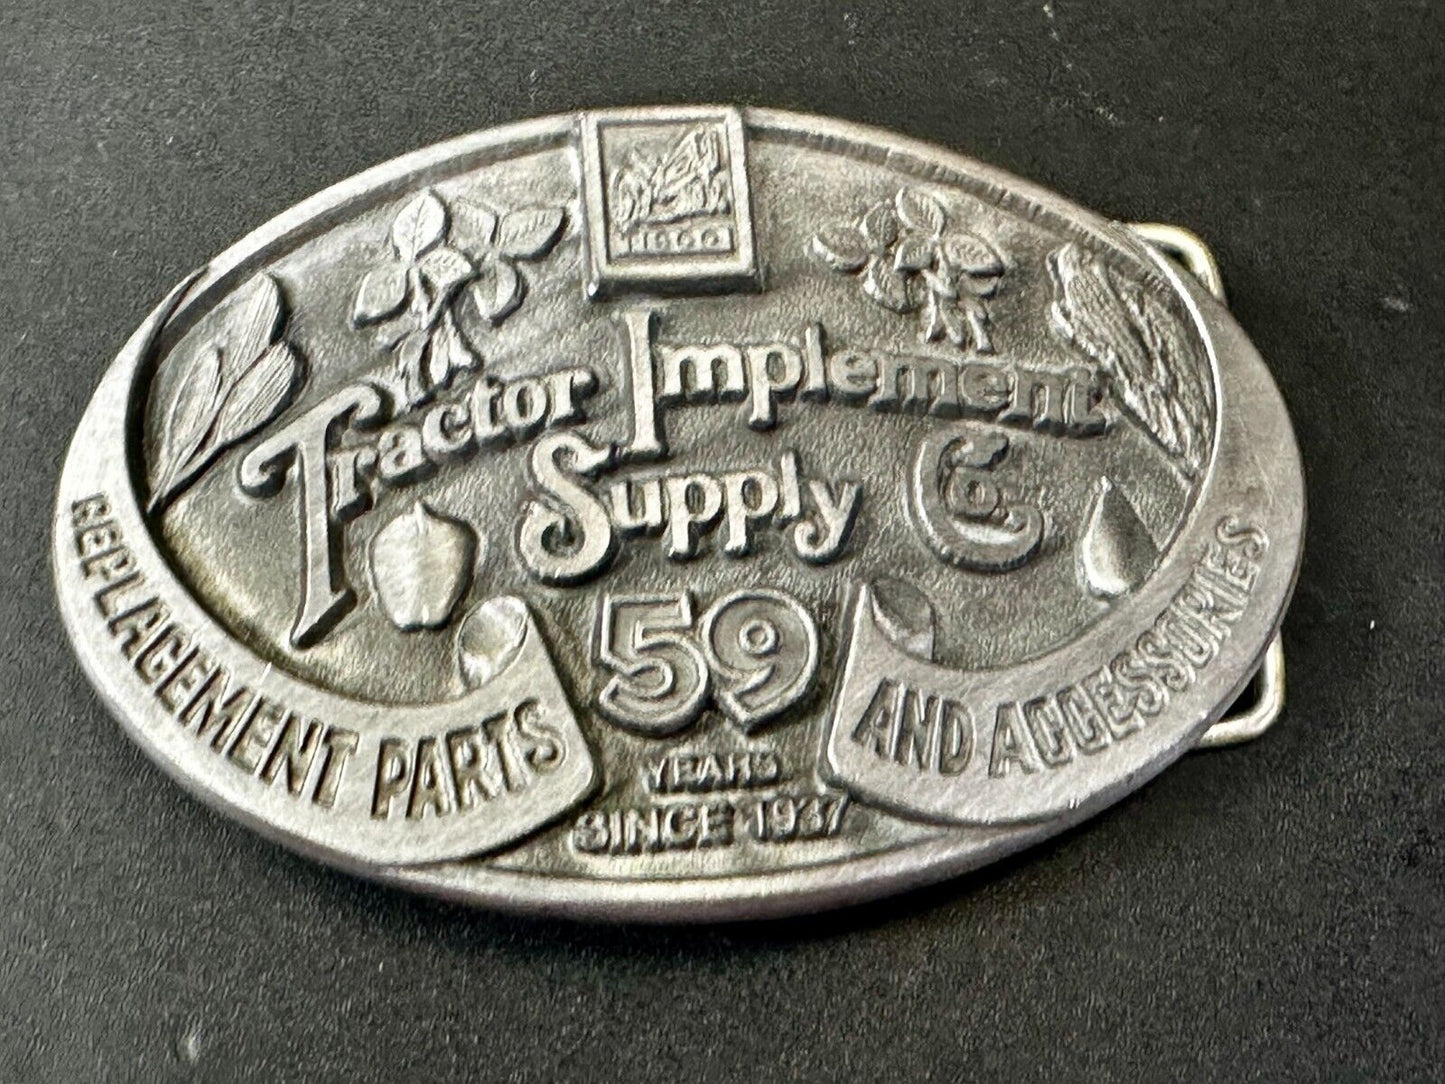 Tractor Implement
Supply Co.
59
YEARS
SINCE 1937
REPLACEMENT PARTS
AND ACCESSORIES